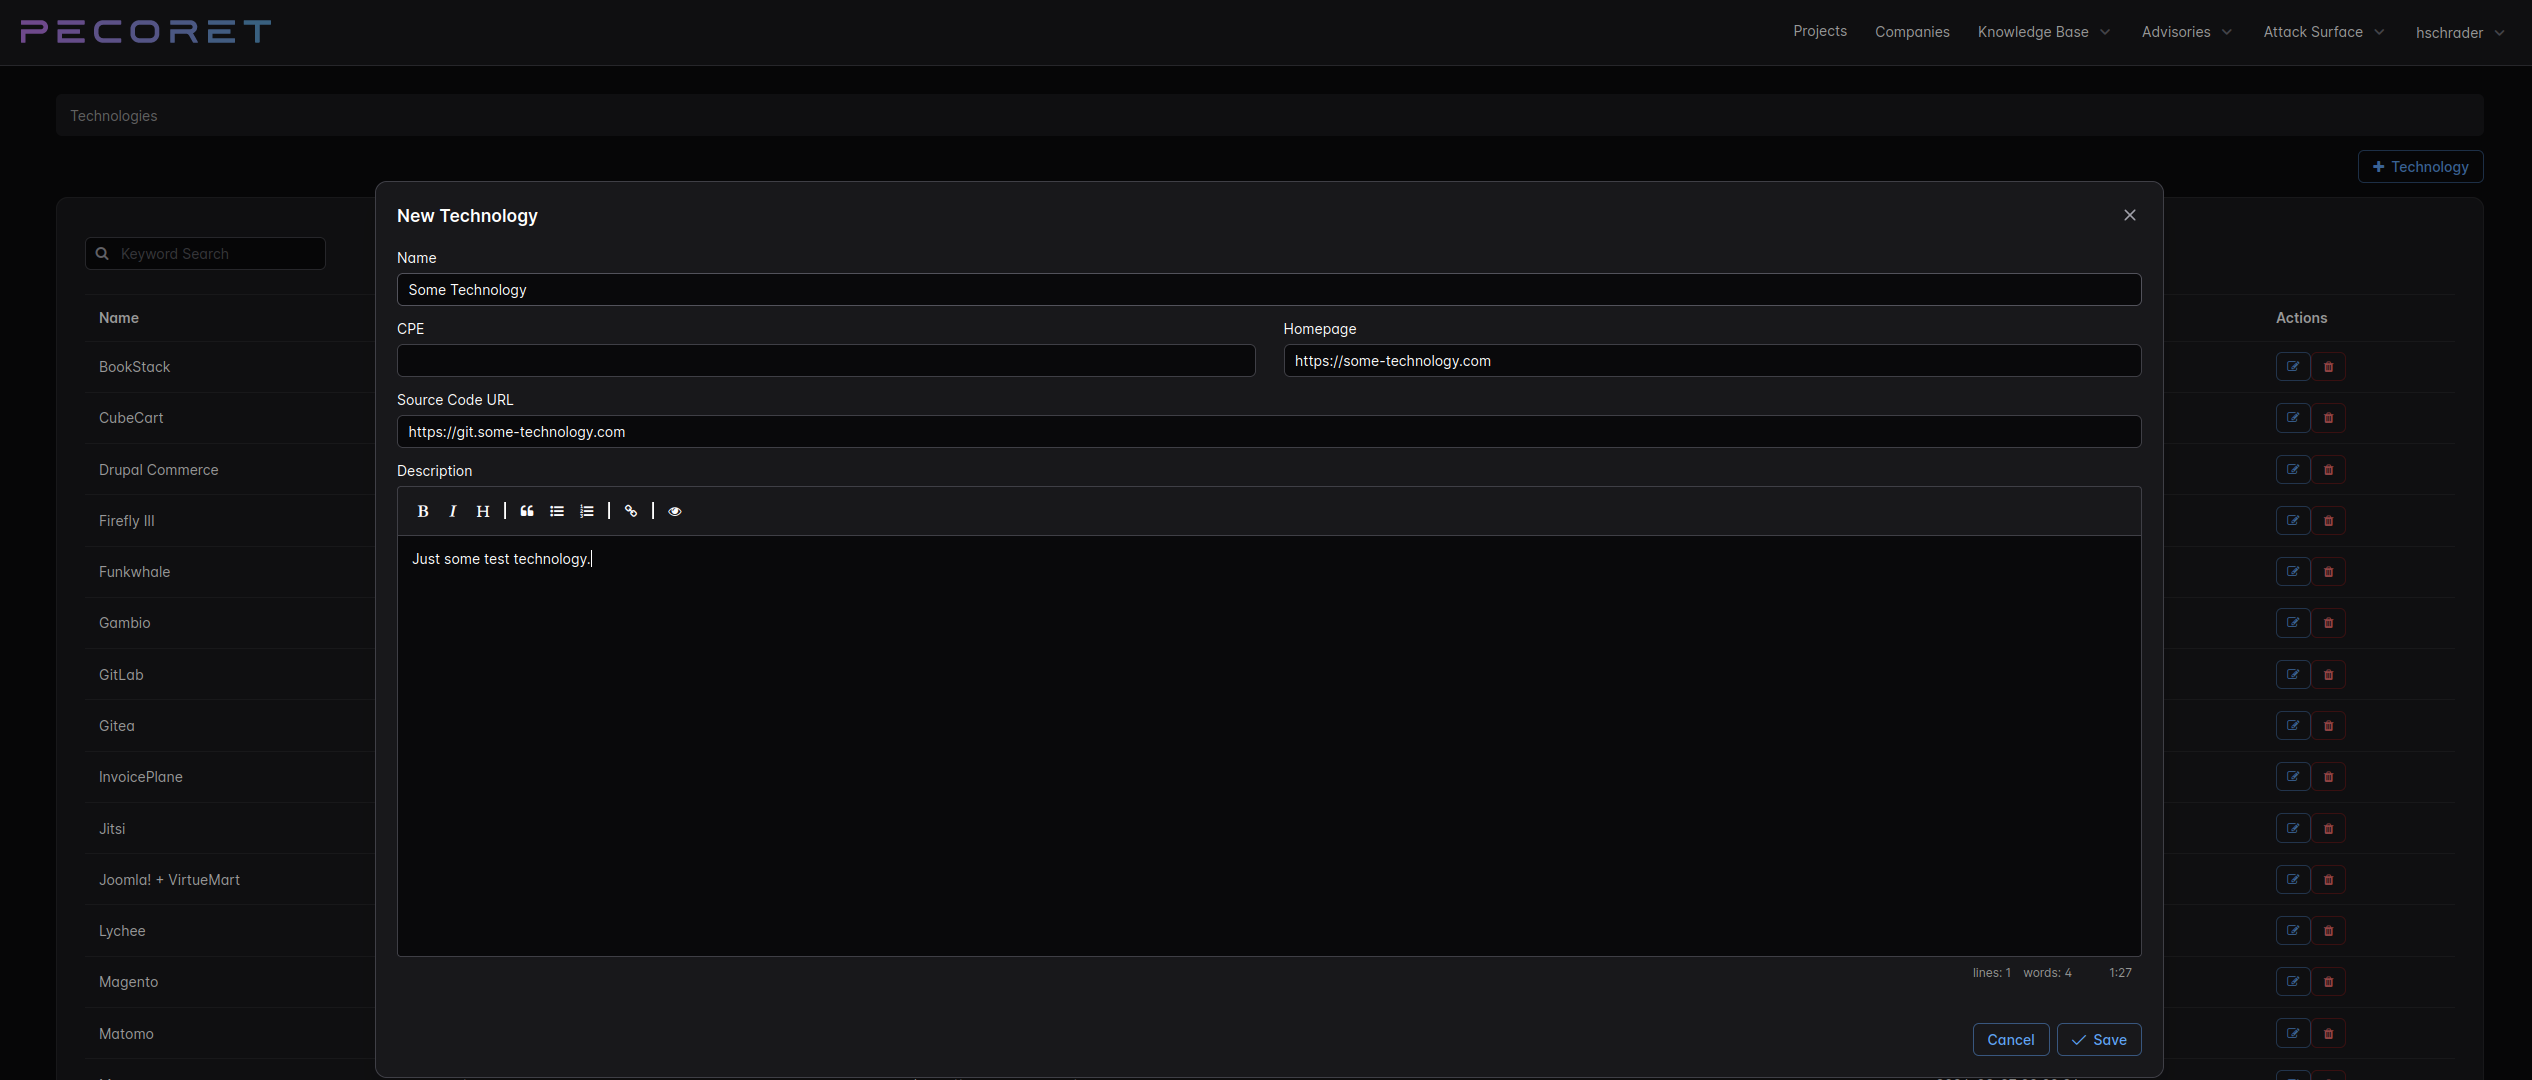 PECORET
Projects Companies Knowledge Base Advisories Attack Surface hschrader
Technologies
+ Technology
New Technology
Keyword Search
Name
Some Technology
CPE Homepage
https://some-technology.com
Source Code URL
https://git.some-technology.com
Description
B I H
Just some test technology.
lines: 1 words: 4 1:27
Cancel Save
Name Actions
BookStack
CubeCart
Drupal Commerce
Firefly III
Funkwhale
Gambio
GitLab
Gitea
InvoicePlane
Jitsi
Joomla! + VirtueMart
Lychee
Magento
Matomo